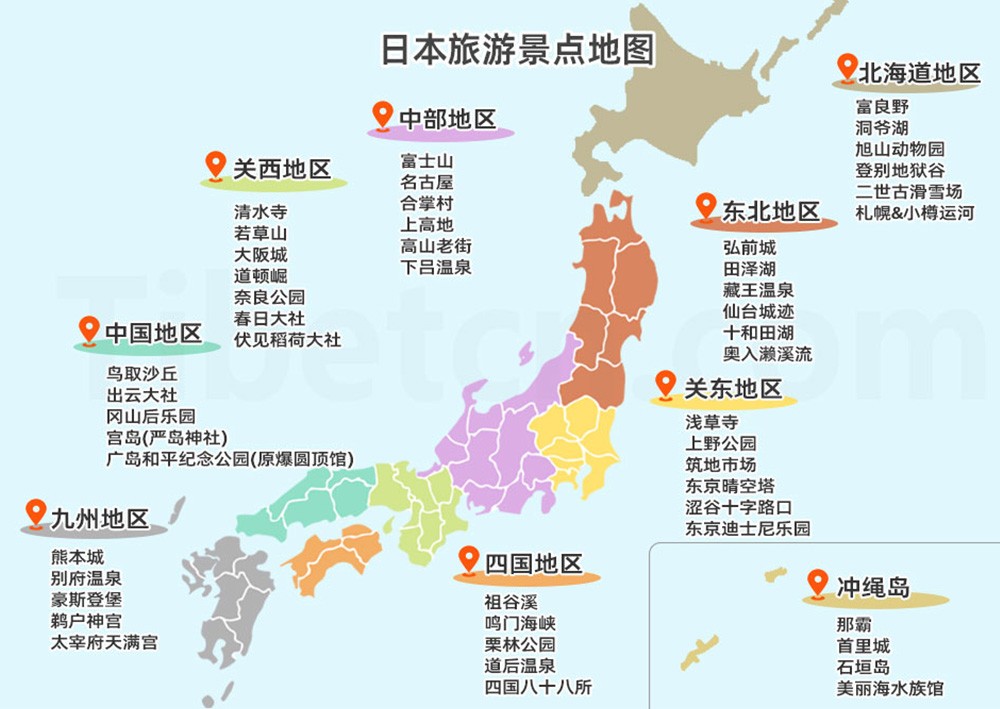 日本旅游景点地图
北海道地区
富良野
洞爷湖
旭山动物园
登别地狱谷
二世古滑雪场
札幌&小樽运河
中部地区
富士山
名古屋
合掌村
上高地
高山老街
下吕温泉
关西地区
清水寺
若草山
大阪城
道顿崛
奈良公园
春日大社
伏见稻荷大社
东北地区
弘前城
田泽湖
藏王温泉
仙台城迹
十和田湖
奥入濑溪流
中国地区
鸟取沙丘
出云大社
冈山后乐园
宫岛(严岛神社)
广岛和平纪念公园(原爆圆顶馆)
关东地区
浅草寺
上野公园
筑地市场
东京晴空塔
涩谷十字路口
东京迪士尼乐园
九州地区
熊本城
别府温泉
豪斯登堡
鹈户神宫
太宰府天满宫
四国地区
祖谷溪
鸣门海峡
栗林公园
道后温泉
四国八十八所
冲绳岛
那霸
首里城
石垣岛
美丽海水族馆
Tibetcn.com